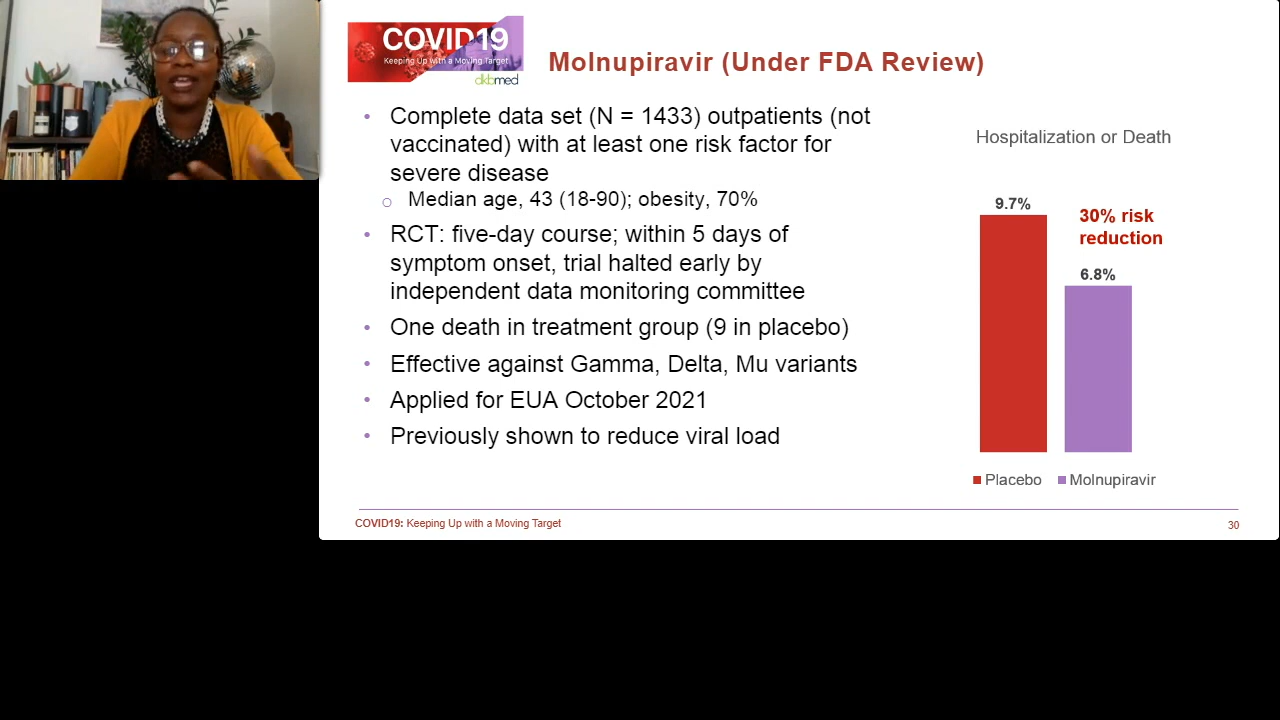 COVID19
Keeping Up with a Moving Target
dkbmed
Molnupiravir (Under FDA Review)
• Complete data set (N = 1433) outpatients (not
vaccinated) with at least one risk factor for
severe disease
o Median age, 43 (18-90); obesity, 70%
• RCT: five-day course; within 5 days of
symptom onset, trial halted early by
independent data monitoring committee
• One death in treatment group (9 in placebo)
• Effective against Gamma, Delta, Mu variants
• Applied for EUA October 2021
• Previously shown to reduce viral load
Hospitalization or Death
9.7%
30% risk
reduction
6.8%
Placebo Molnupiravir
COVID19: Keeping Up with a Moving Target
30